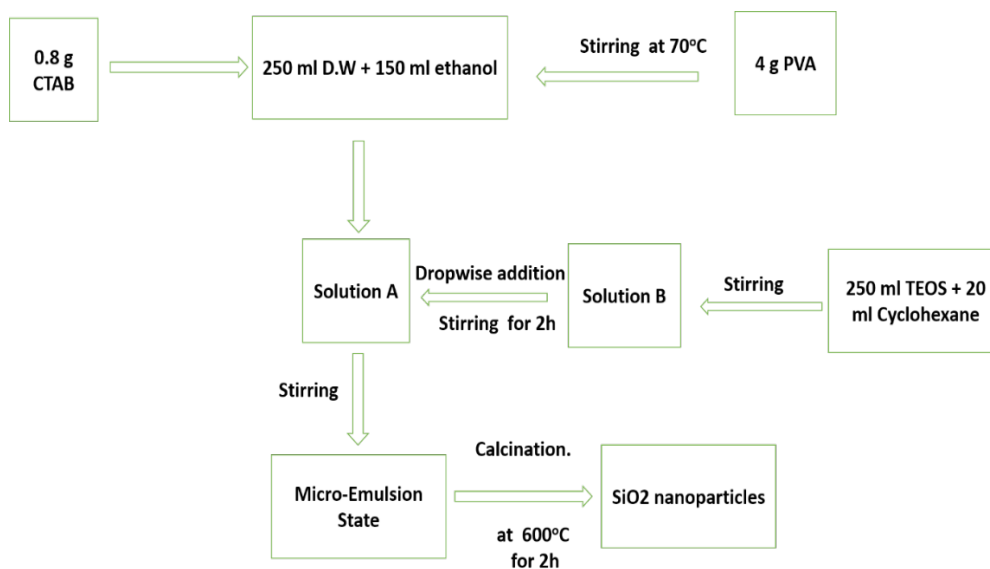 0.8 g
CTAB
250 ml D.W + 150 ml ethanol
Stirring at 70°C
4 g PVA
Solution A
Dropwise addition
Stirring for 2h
Solution B
Stirring
250 ml TEOS + 20
ml Cyclohexane
Stirring
Micro-Emulsion
State
Calcination.
at 600°C
for 2h
SiO2 nanoparticles